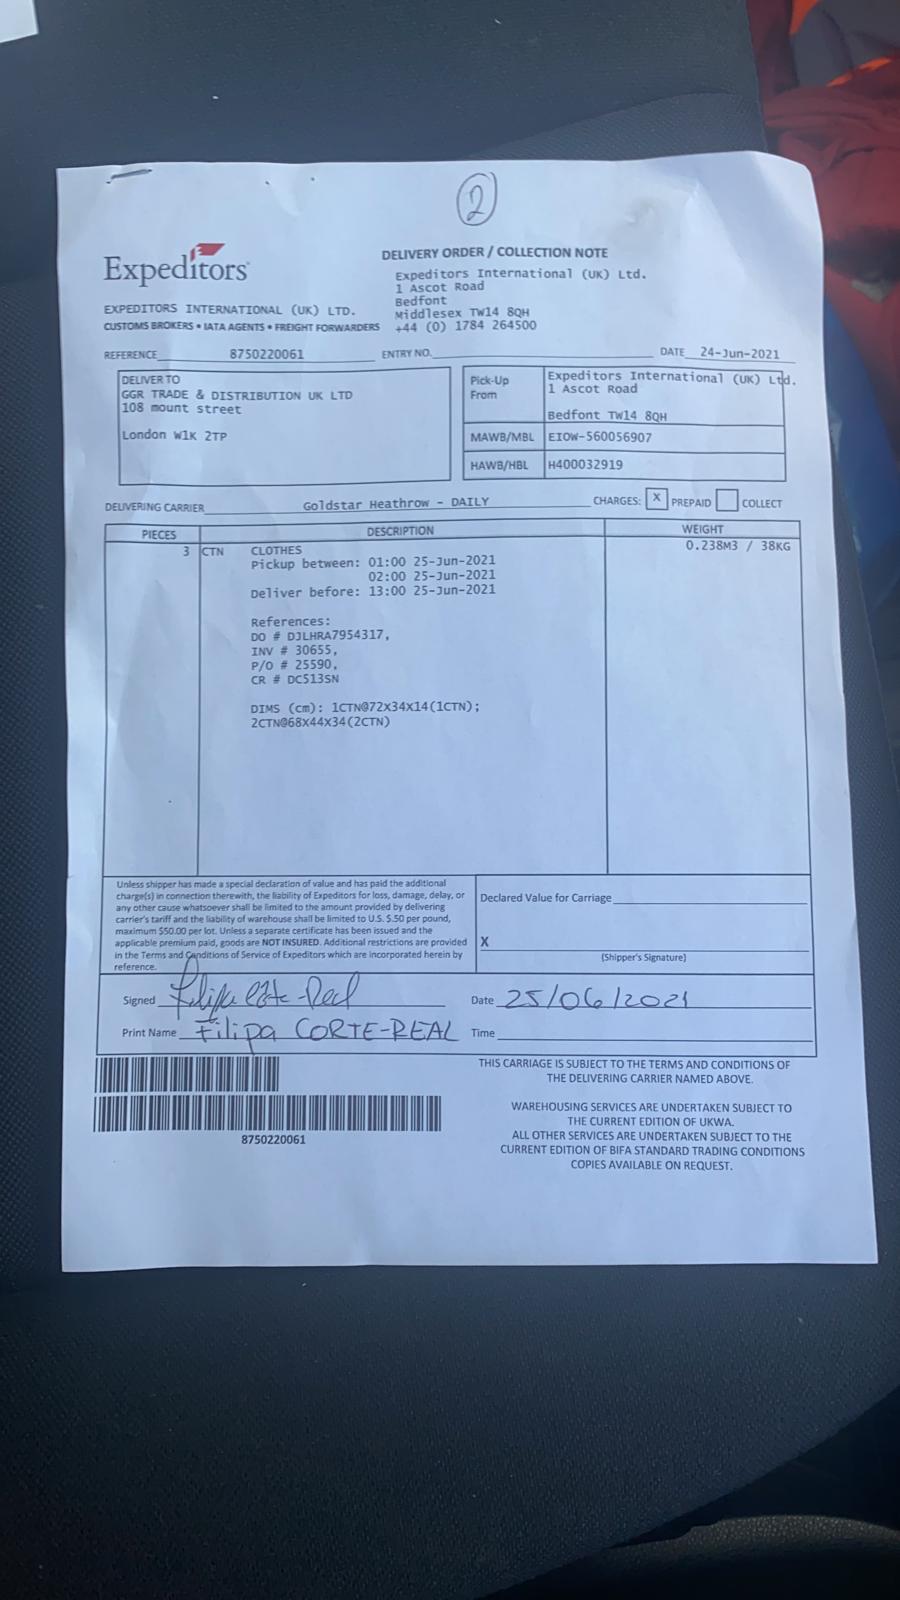 2
Expeditors
DELIVERY ORDER / COLLECTION NOTE
Expeditors International (UK) Ltd.
1 Ascot Road
Bedfont
Middlesex TW14 8QH
+44 (0) 1784 264500
EXPEDITORS INTERNATIONAL (UK) LTD.
CUSTOMS BROKERS • IATA AGENTS • FREIGHT FORWARDERS
REFERENCE 8750220061 ENTRY NO. DATE 24-Jun-2021
DELIVER TO
GGR TRADE & DISTRIBUTION UK LTD
108 mount street
London W1K 2TP
Pick-Up From
Expeditors International (UK) Ltd.
1 Ascot Road
Bedfont TW14 8QH
MAWB/MBL EIOW-560056907
HAWB/HBL H400032919
DELIVERING CARRIER Goldstar Heathrow - DAILY CHARGES: X PREPAID COLLECT
PIECES DESCRIPTION WEIGHT
3 CTN CLOTHES 0.238M3 / 38KG
Pickup between: 01:00 25-Jun-2021
02:00 25-Jun-2021
Deliver before: 13:00 25-Jun-2021
References:
DO # DJLHRA7954317,
INV # 30655,
P/O # 25590,
CR # DC513SN
DIMS (cm): 1CTN@72X34X14(1CTN);
2CTN@68X44X34(2CTN)
Unless shipper has made a special declaration of value and has paid the additional
charge(s) in connection therewith, the liability of Expeditors for loss, damage, delay, or
any other cause whatsoever shall be limited to the amount provided by delivering
carrier's tariff and the liability of warehouse shall be limited to U.S. $.50 per pound,
maximum $50.00 per lot. Unless a separate certificate has been issued and the
applicable premium paid, goods are NOT INSURED. Additional restrictions are provided
in the Terms and Conditions of Service of Expeditors which are incorporated herein by
reference.
Declared Value for Carriage
X
(Shipper's Signature)
Signed Filipa Corte-Real Date 25/06/2021
Print Name Filipa CORTE-REAL Time
8750220061
THIS CARRIAGE IS SUBJECT TO THE TERMS AND CONDITIONS OF
THE DELIVERING CARRIER NAMED ABOVE.
WAREHOUSING SERVICES ARE UNDERTAKEN SUBJECT TO
THE CURRENT EDITION OF UKWA.
ALL OTHER SERVICES ARE UNDERTAKEN SUBJECT TO THE
CURRENT EDITION OF BIFA STANDARD TRADING CONDITIONS
COPIES AVAILABLE ON REQUEST.